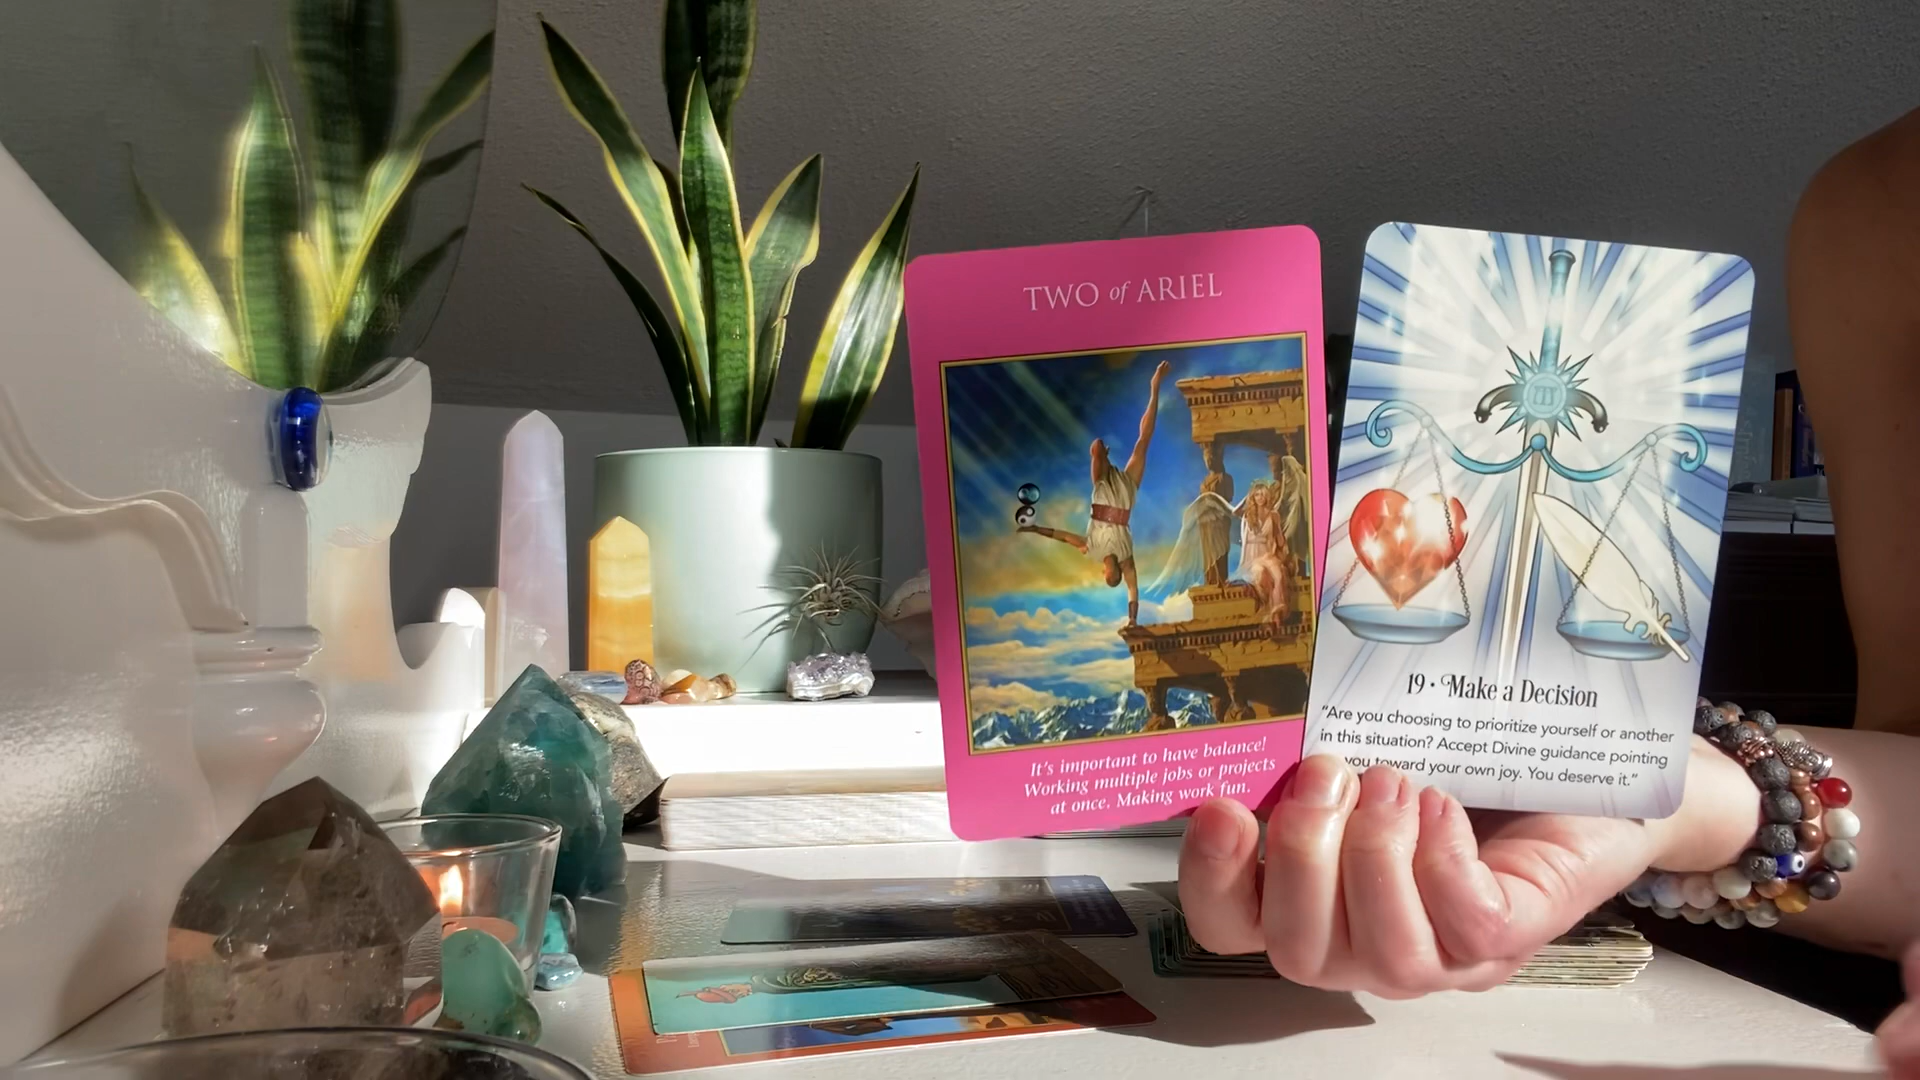 TWO of ARIEL
It's important to have balance!
Working multiple jobs or projects
at once. Making work fun.
19 • Make a Decision
"Are you choosing to prioritize yourself or another
in this situation? Accept Divine guidance pointing
you toward your own joy. You deserve it."